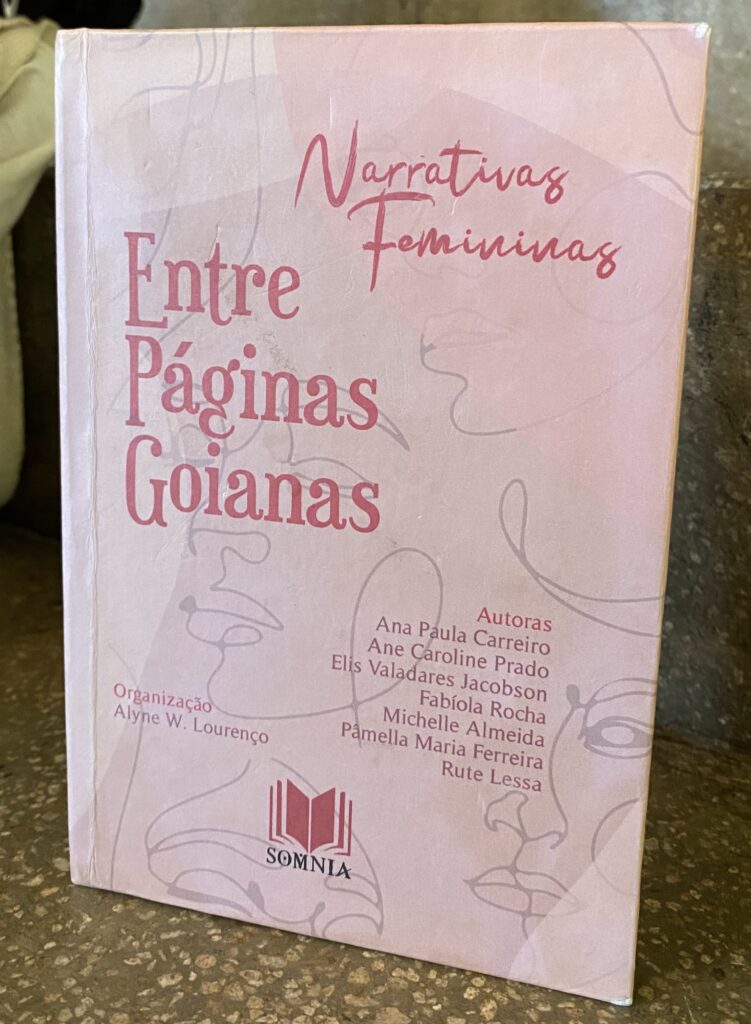 Narrativas
Femininas
Entre
Páginas
Goianas
Autoras
Ana Paula Carreiro
Ane Caroline Prado
Elis Valadares Jacobson
Fabíola Rocha
Michelle Almeida
Pâmella Maria Ferreira
Rute Lessa
Organização
Alyne W. Lourenço
SOMNIA